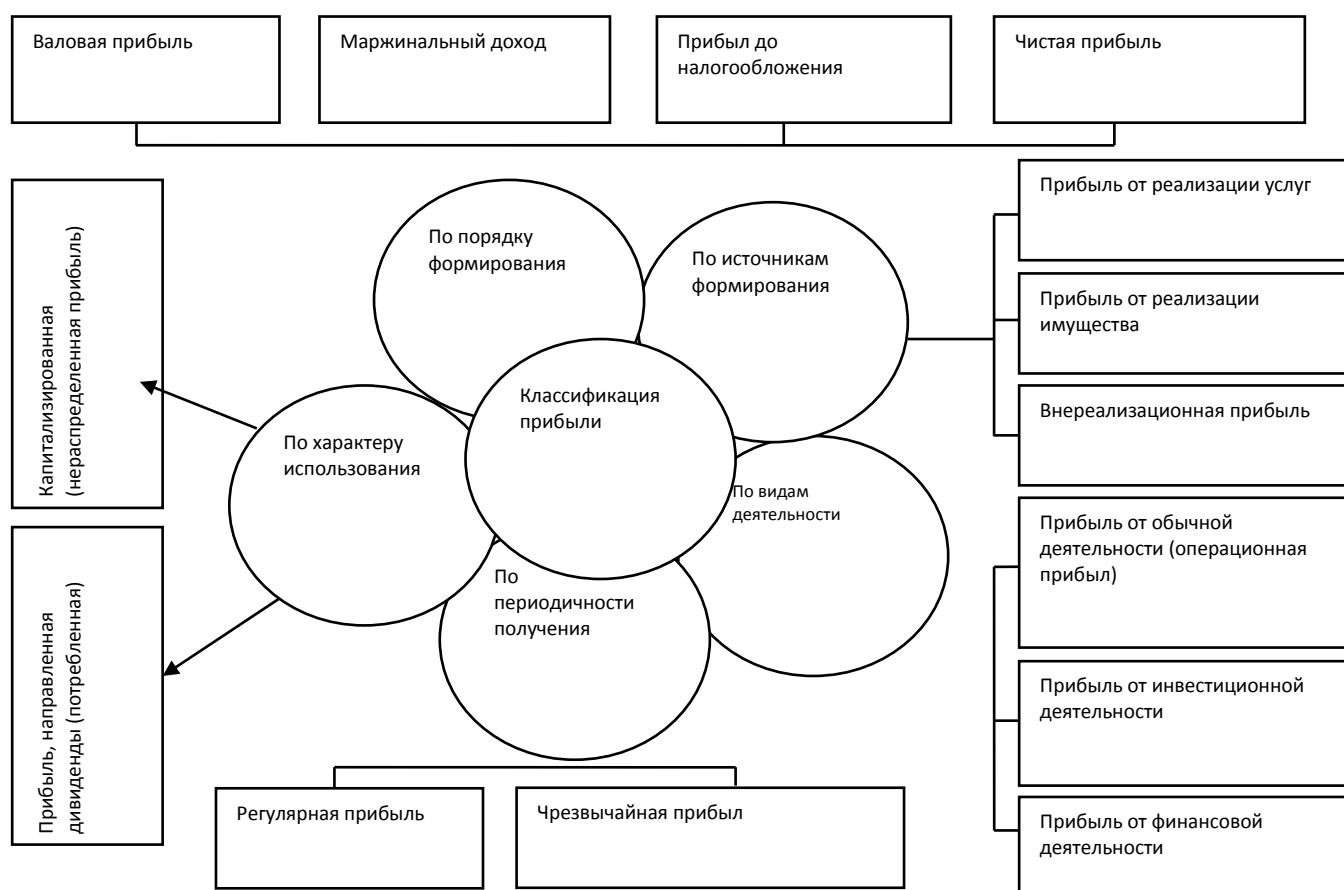 Валовая прибыль
Маржинальный доход
Прибыл до
налогообложения
Чистая прибыль
Капитализированная
(нераспределенная прибыль)
Прибыль, направленная
дивиденды (потребленная)
По порядку
формирования
По источникам
формирования
Классификация
прибыли
По характеру
использования
По видам
деятельности
По
периодичности
получения
Прибыль от реализации услуг
Прибыль от реализации
имущества
Внереализационная прибыль
Прибыль от обычной
деятельности (операционная
прибыл)
Прибыль от инвестиционной
деятельности
Прибыль от финансовой
деятельности
Регулярная прибыль
Чрезвычайная прибыл